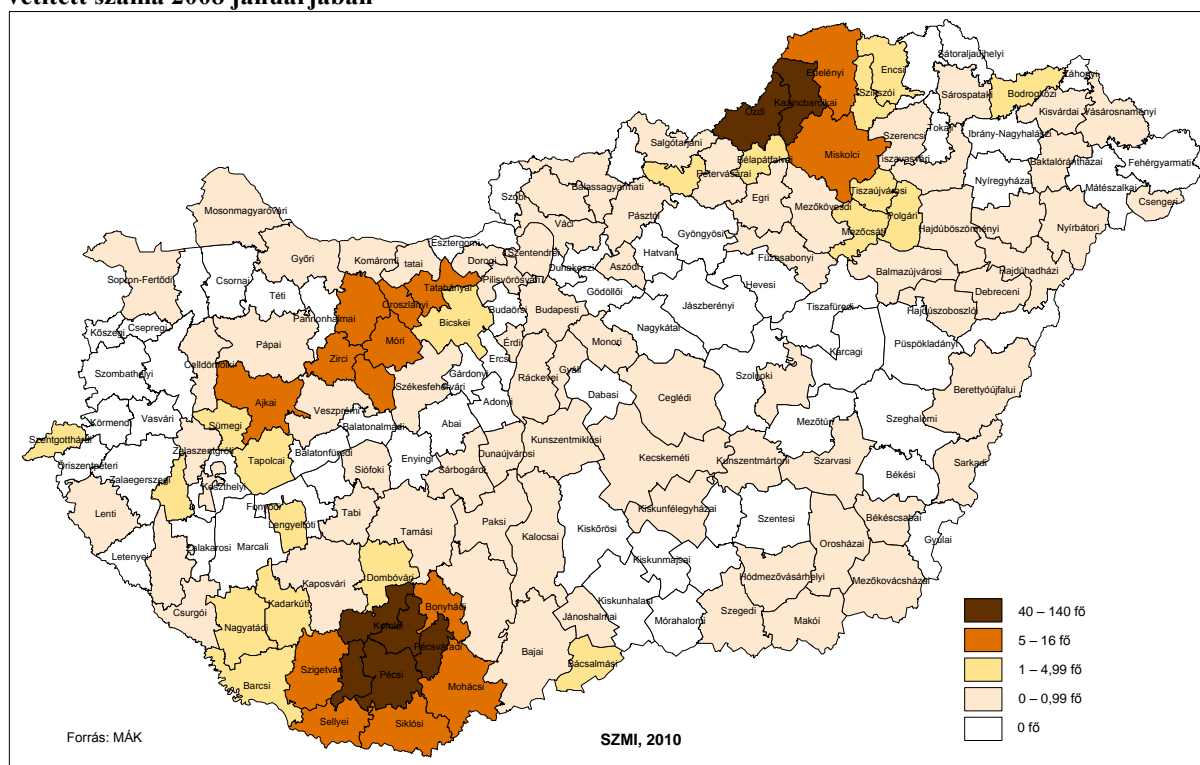 vetített száma 2008 januárjában
Sátoraljaújhelyi
Encsi
Edelényi
Záhonyi
Szikszói
Bodrogközi
Sárospataki
Kazincbarcikai
Ózdi
Kisvárdai
Vásárosnaményi
Tokaji
Ibrány-Nagyhalászi
Szerencsi
Salgótarjáni
Miskolci
Bélapátfalvai
Tiszavasvári
Baktalórántházai
Fehérgyarmati
Pétervásárai
Nyíregyházai
Mátészalkai
Balassagyarmati
Tiszaújvárosi
Szobi
Egri
Csengeri
Mezőkövesdi
Polgári
Mosonmagyaróvári
Pásztói
Váci
Hajdúböszörményi
Nyírbátori
Mezőcsáti
Gyöngyösi
Esztergomi
Szentendrei
Hatvani
Győri
Komáromi
tatai
Dorogi
Füzesabonyi
Sopron-Fertődi
Dunakeszi
Aszódi
Balmazújvárosi
Hajdúhadházi
Csornai
Pilisvörösvári
Tatabányai
Gödöllői
Hevesi
Debreceni
Téti
Oroszlányi
Jászberényi
Tiszafüredi
Budaörsi
Budapesti
Hajdúszoboszlói
Pannonhalmai
Bicskei
Csepregi
Kőszegi
Nagykátai
Püspökladányi
Pápai
Móri
Érdi
Monori
Karcagi
Zirci
Ercsi
Celldömölki
Gyáli
Szombathelyi
Gárdonyi
Szolnoki
Ajkai
Székesfehérvári
Ráckevei
Berettyóújfalui
Dabasi
Ceglédi
Adonyi
Veszprémi
Körmendi
Vasvári
Sümegi
Balatonalmádi
Abai
Mezőtúri
Szeghalomi
Szentgotthárdi
Kunszentmiklósi
Zalaszentgróti
Balatonfüredi
Dunaújvárosi
Tapolcai
Enyingi
Kecskeméti
Kunszentmártoni
Szarvasi
Őriszentpéteri
Siófoki
Sárbogárdi
Békési
Sarkadi
Zalaegerszegi
Keszthelyi
Kiskunfélegyházai
Lenti
Fonyódi
Tabi
Paksi
Kalocsai
Szentesi
Békéscsabai
Lengyeltóti
Kiskőrösi
Tamási
Gyulai
Orosházai
Letenyei
Zalakarosi
Marcali
Kiskunmajsai
Dombóvári
Kaposvári
Hódmezővásárhelyi
Mezőkovácsházai
Kiskunhalasi
Kadarkúti
Bonyhádi
Csurgói
Nagyatádi
Jánoshalmai
Szegedi
Makói
Mórahalomi
Komlói
Pécsváradi
Szigetvári
Bajai
Bácsalmási
Pécsi
Barcsi
Mohácsi
Sellyei
Siklósi
40 – 140 fő
5 – 16 fő
1 – 4,99 fő
0 – 0,99 fő
0 fő
Forrás: MÁK
SZMI, 2010